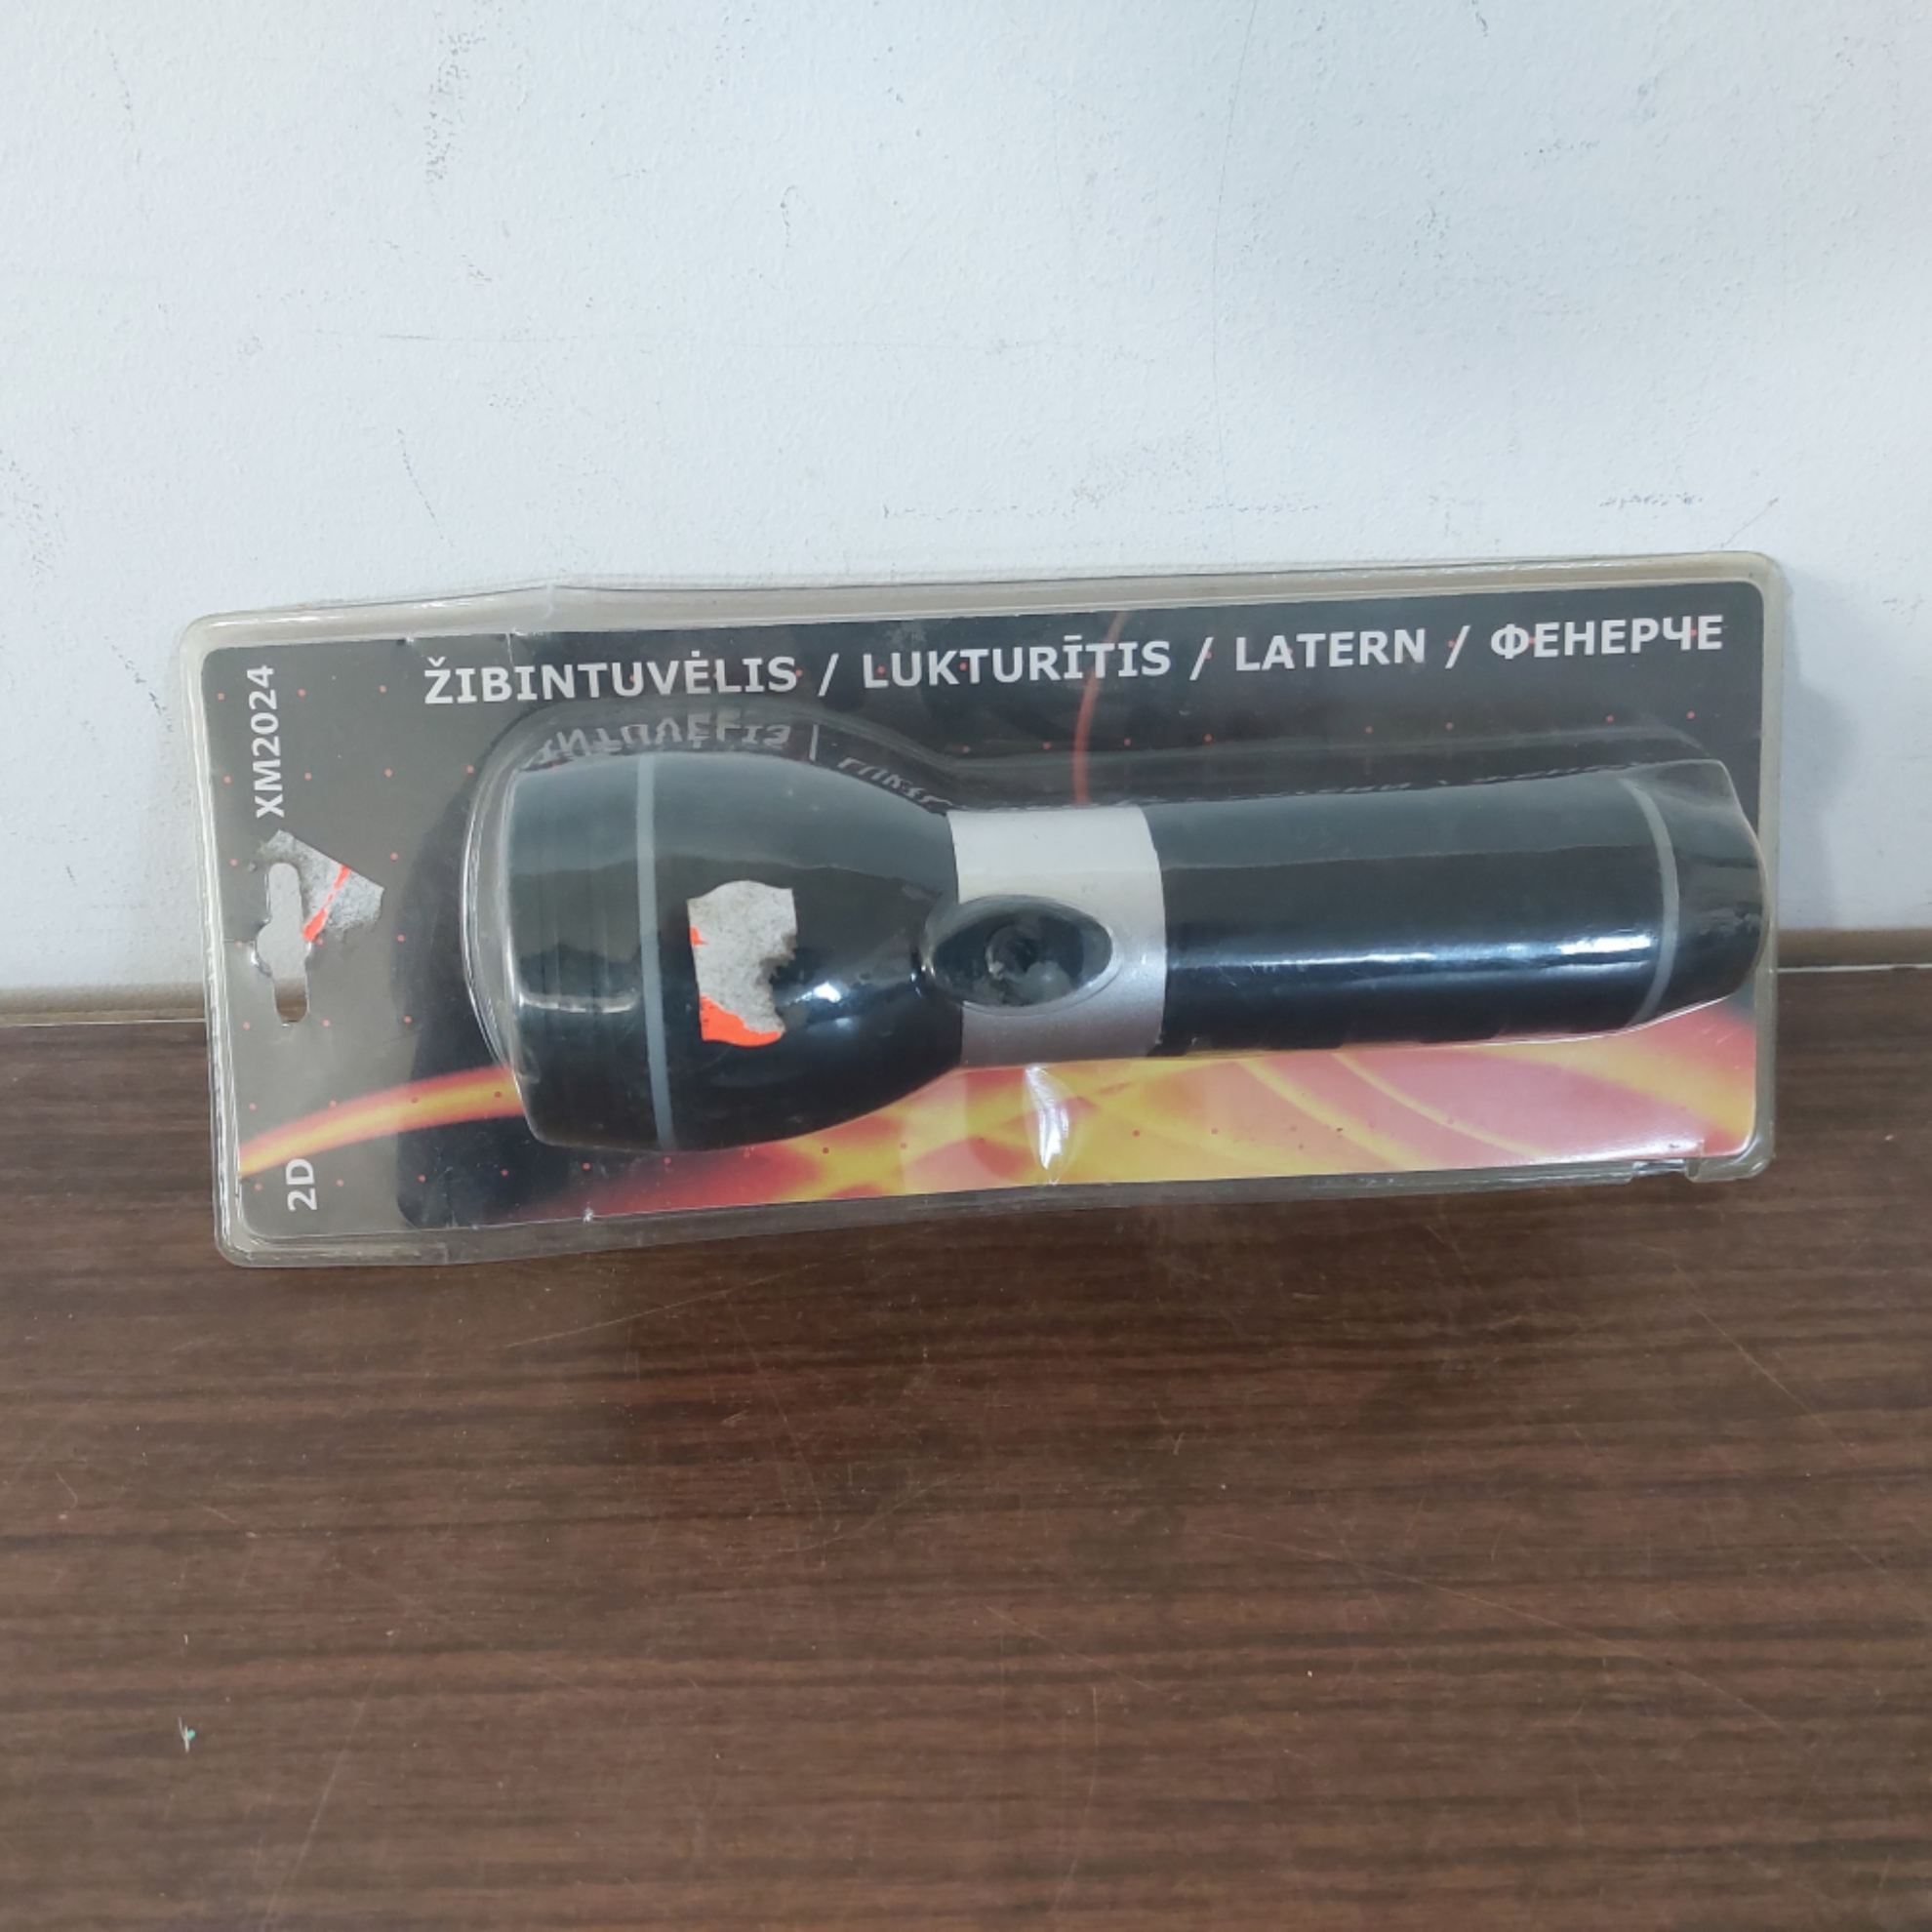 ŽIBINTUVĖLIS / LUKTURĪTIS / LATERN / ФЕНЕРЧЕ
XM2024
2D